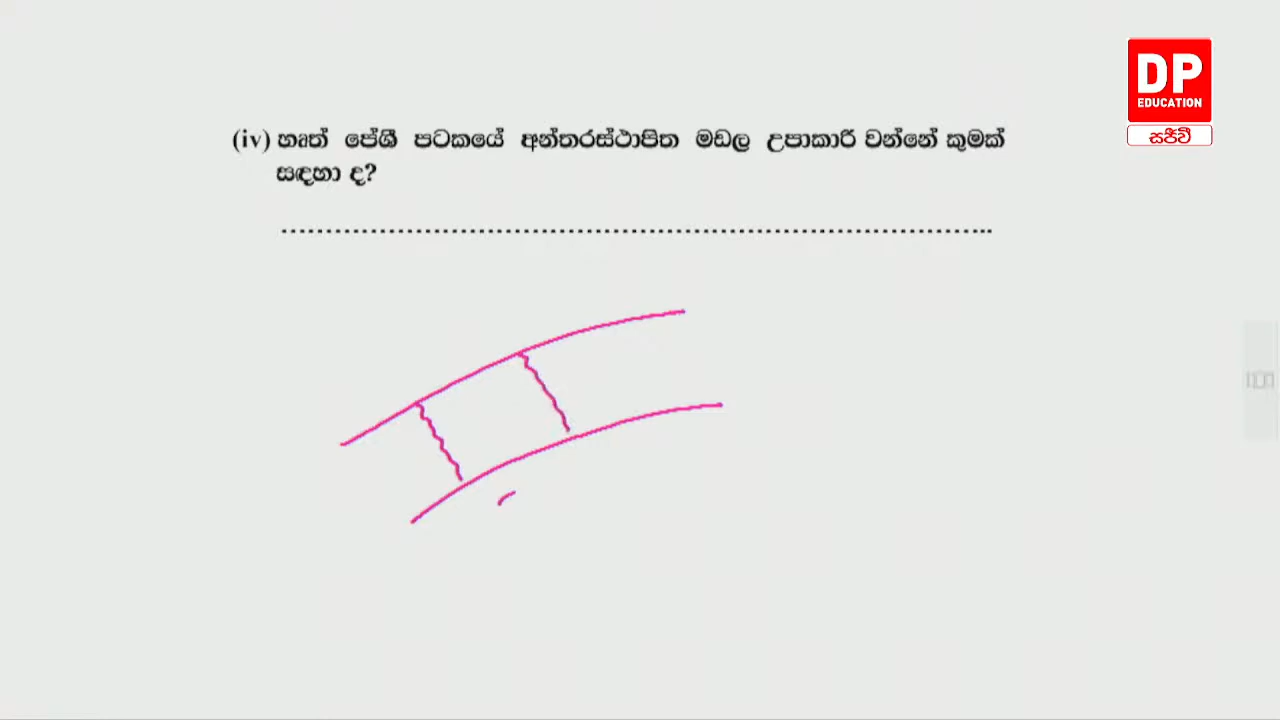 DP
EDUCATION
සජීවී
(iv) හෘත් පේශී පටකයේ අන්තරස්ථාපිත මඩල උපාකාරී වන්නේ කුමක්
සඳහා ද?
........................................................................